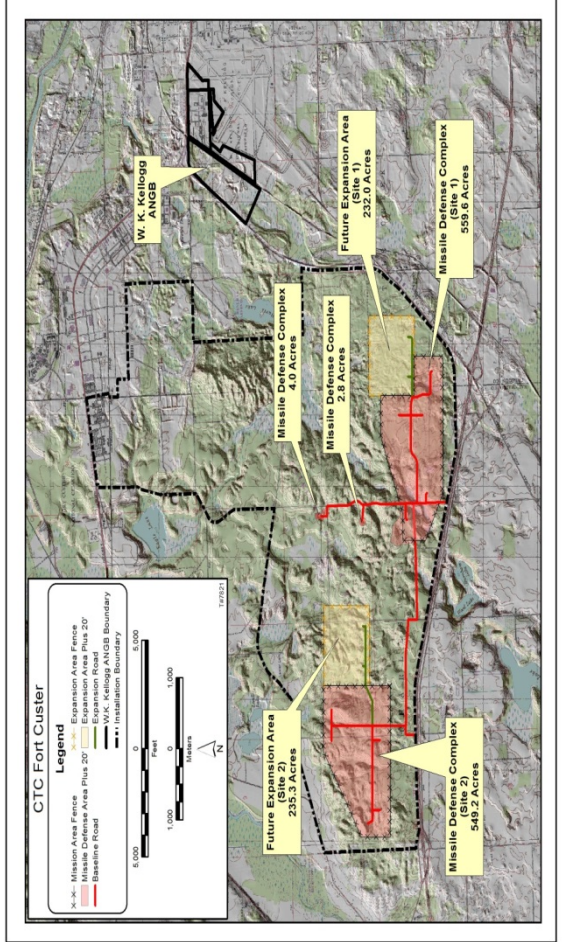 CTC Fort Custer
Legend
Mission Area Fence
Missile Defense Area Plus 20'
Baseline Road
Expansion Area Fence
Expansion Area Plus 20'
Expansion Road
W.K. Kellogg ANGB Boundary
Installation Boundary
5,000
0
5,000
Feet
1,000
0
1,000
Meters
N
T#7821
W. K. Kellogg
ANGB
Missile Defense Complex
4.0 Acres
Missile Defense Complex
2.8 Acres
Future Expansion Area
(Site 1)
232.0 Acres
Missile Defense Complex
(Site 1)
559.6 Acres
Future Expansion Area
(Site 2)
235.3 Acres
Missile Defense Complex
(Site 2)
549.2 Acres